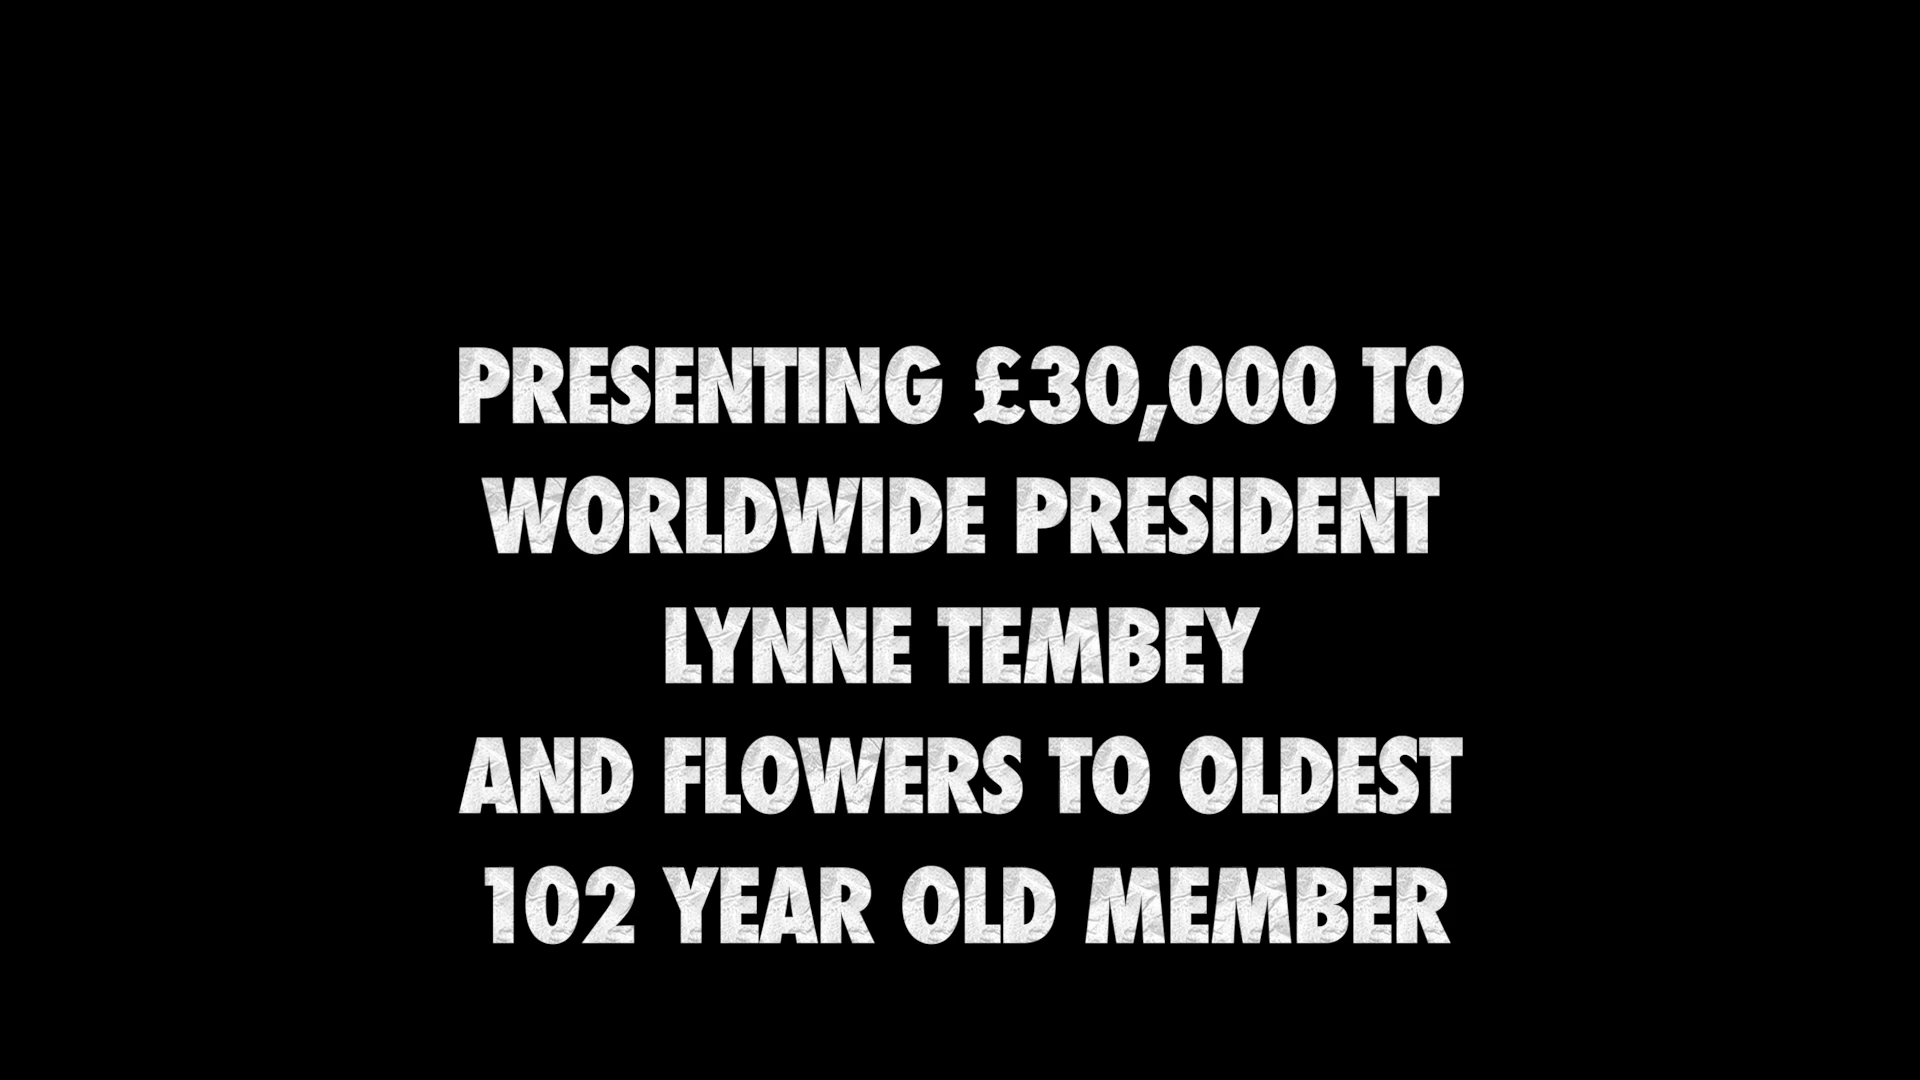 PRESENTING £30,000 TO
WORLDWIDE PRESIDENT
LYNNE TEMBEY
AND FLOWERS TO OLDEST
102 YEAR OLD MEMBER